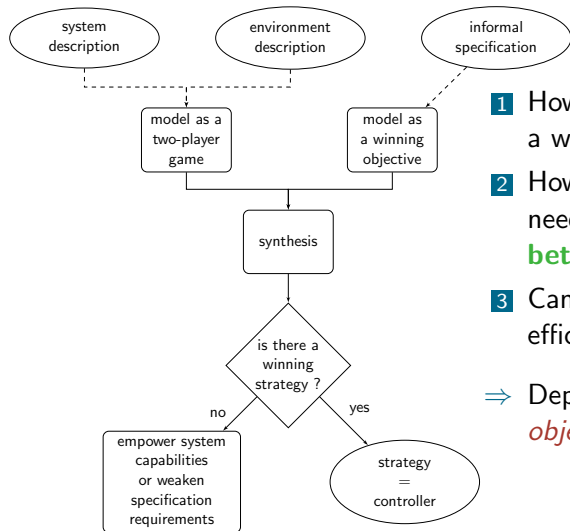 system
description
environment
description
informal
specification
model as a
two-player
game
model as
a winning
objective
synthesis
is there a
winning
strategy ?
no
yes
empower system
capabilities
or weaken
specification
requirements
strategy
=
controller
1 How
a w
2 How
need
bet
3 Can
effic
⇒ Dep
obje